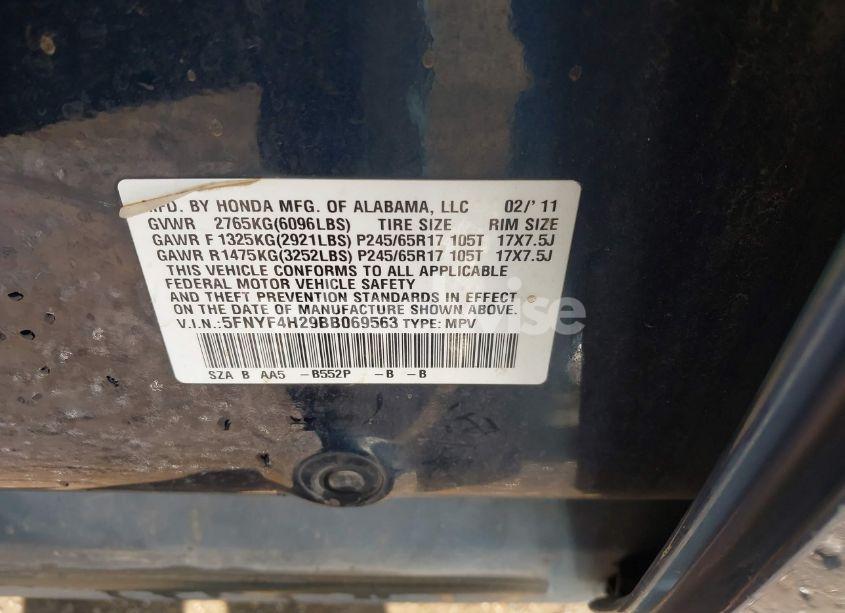 MFD. BY HONDA MFG. OF ALABAMA, LLC 02/' 11
GVWR 2765KG(6096LBS) TIRE SIZE RIM SIZE
GAWR F 1325KG(2921LBS) P245/65R17 105T 17X7.5J
GAWR R1475KG(3252LBS) P245/65R17 105T 17X7.5J
THIS VEHICLE CONFORMS TO ALL APPLICABLE
FEDERAL MOTOR VEHICLE SAFETY
AND THEFT PREVENTION STANDARDS IN EFFECT
ON THE DATE OF MANUFACTURE SHOWN ABOVE.
V.I.N.:5FNYF4H29BB069563 TYPE: MPV
SZA B AA5 -B552P -B -B